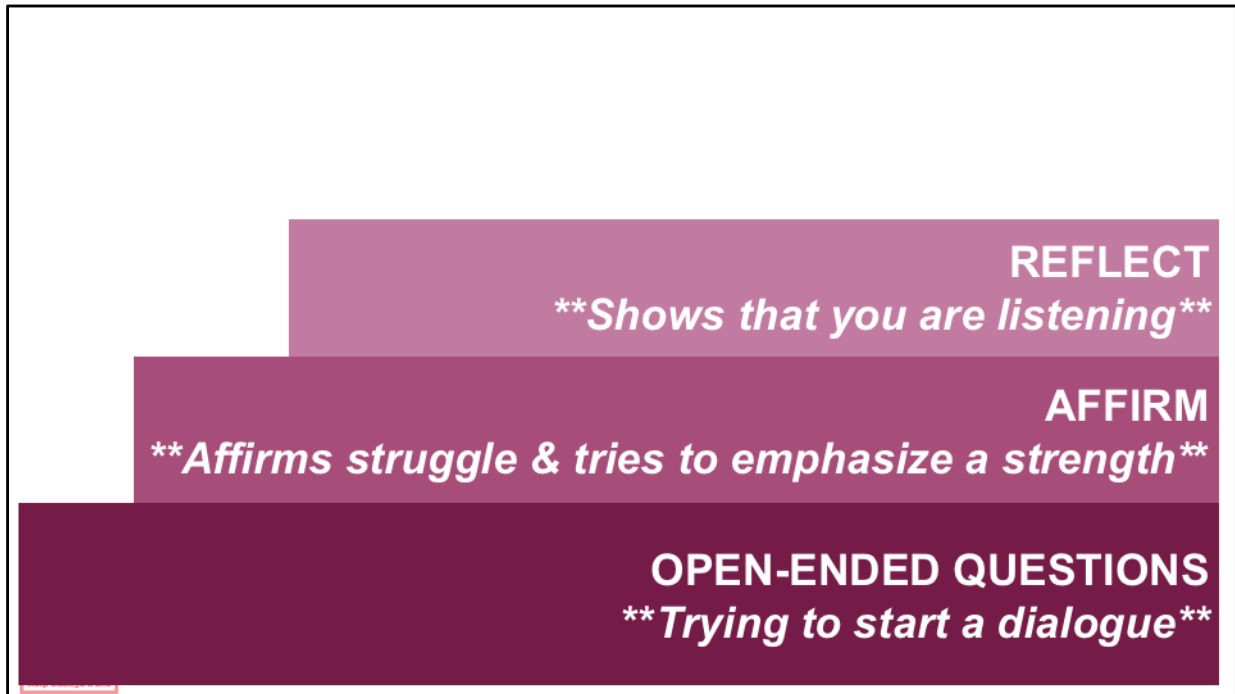 REFLECT
**Shows that you are listening**
AFFIRM
**Affirms struggle & tries to emphasize a strength**
OPEN-ENDED QUESTIONS
**Trying to start a dialogue**